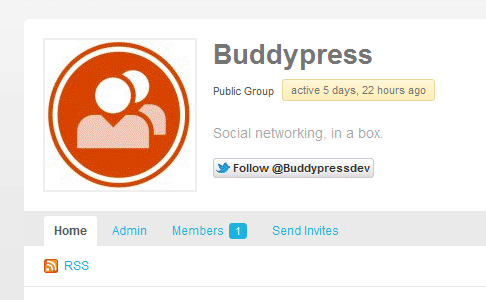 Buddypress
Public Group active 5 days, 22 hours ago
Social networking, in a box.
Follow @Buddypressdev
Home Admin Members 1 Send Invites
RSS